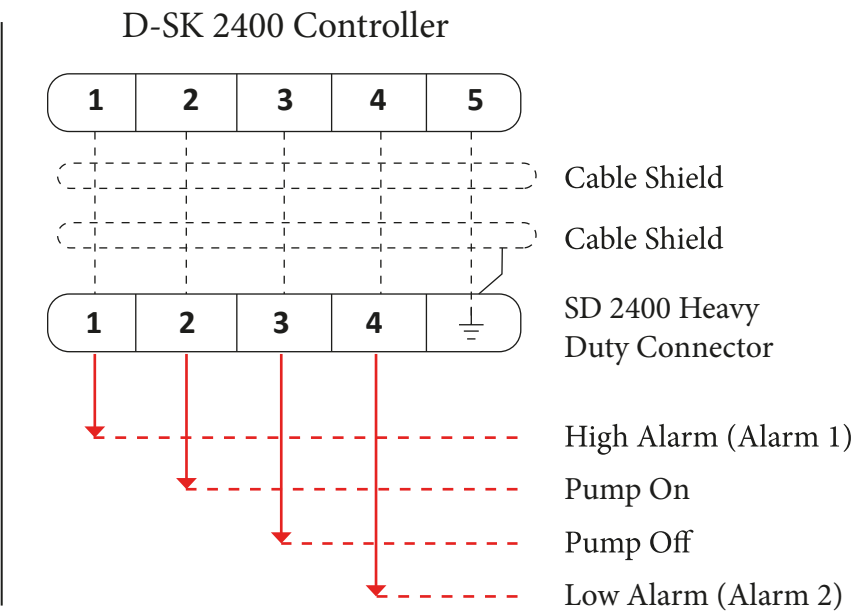 D-SK 2400 Controller
1 2 3 4 5
Cable Shield
Cable Shield
1 2 3 4
SD 2400 Heavy
Duty Connector
High Alarm (Alarm 1)
Pump On
Pump Off
Low Alarm (Alarm 2)